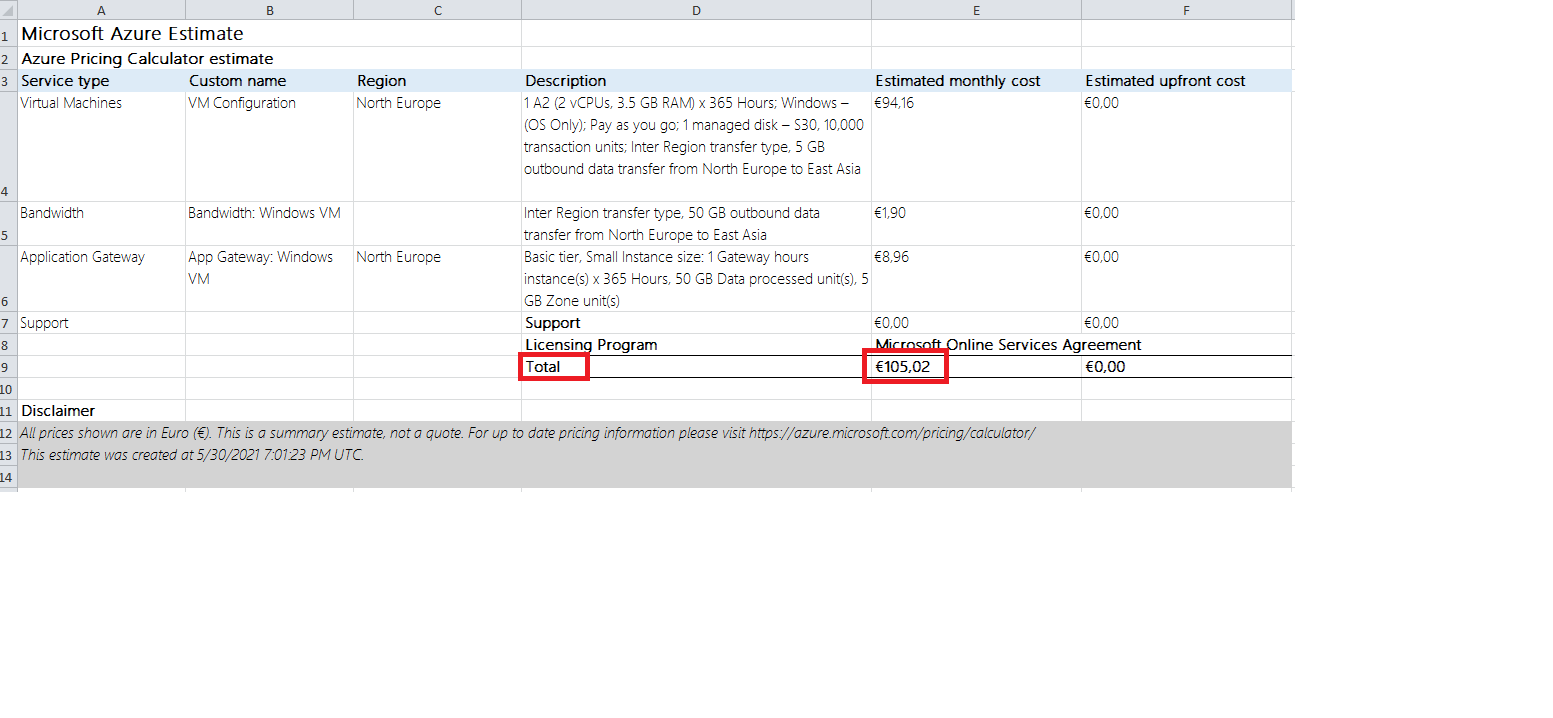 A B C D E F
1 Microsoft Azure Estimate
2 Azure Pricing Calculator estimate
3 Service type Custom name Region Description Estimated monthly cost Estimated upfront cost
Virtual Machines VM Configuration North Europe 1 A2 (2 vCPUs, 3.5 GB RAM) x 365 Hours; Windows – €94,16 €0,00
(OS Only); Pay as you go; 1 managed disk – S30, 10,000
transaction units; Inter Region transfer type, 5 GB
outbound data transfer from North Europe to East Asia
4
Bandwidth Bandwidth: Windows VM Inter Region transfer type, 50 GB outbound data €1,90 €0,00
5 transfer from North Europe to East Asia
Application Gateway App Gateway: Windows North Europe Basic tier, Small Instance size: 1 Gateway hours €8,96 €0,00
VM instance(s) x 365 Hours, 50 GB Data processed unit(s), 5
6 GB Zone unit(s)
7 Support Support €0,00 €0,00
8 Licensing Program Microsoft Online Services Agreement
9 Total €105,02 €0,00
10
11 Disclaimer
12 All prices shown are in Euro (€). This is a summary estimate, not a quote. For up to date pricing information please visit https://azure.microsoft.com/pricing/calculator/
13 This estimate was created at 5/30/2021 7:01:23 PM UTC.
14